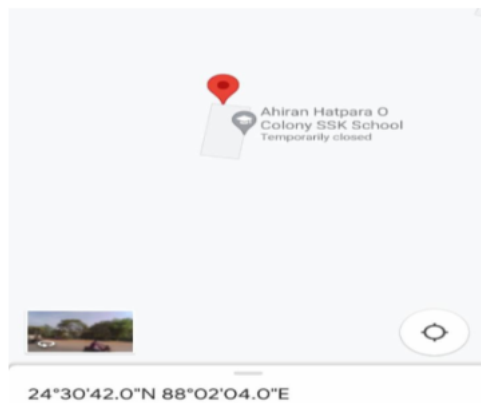 Ahiran Hatpara O
Colony SSK School
Temporarily closed
24°30'42.0"N 88°02'04.0"E